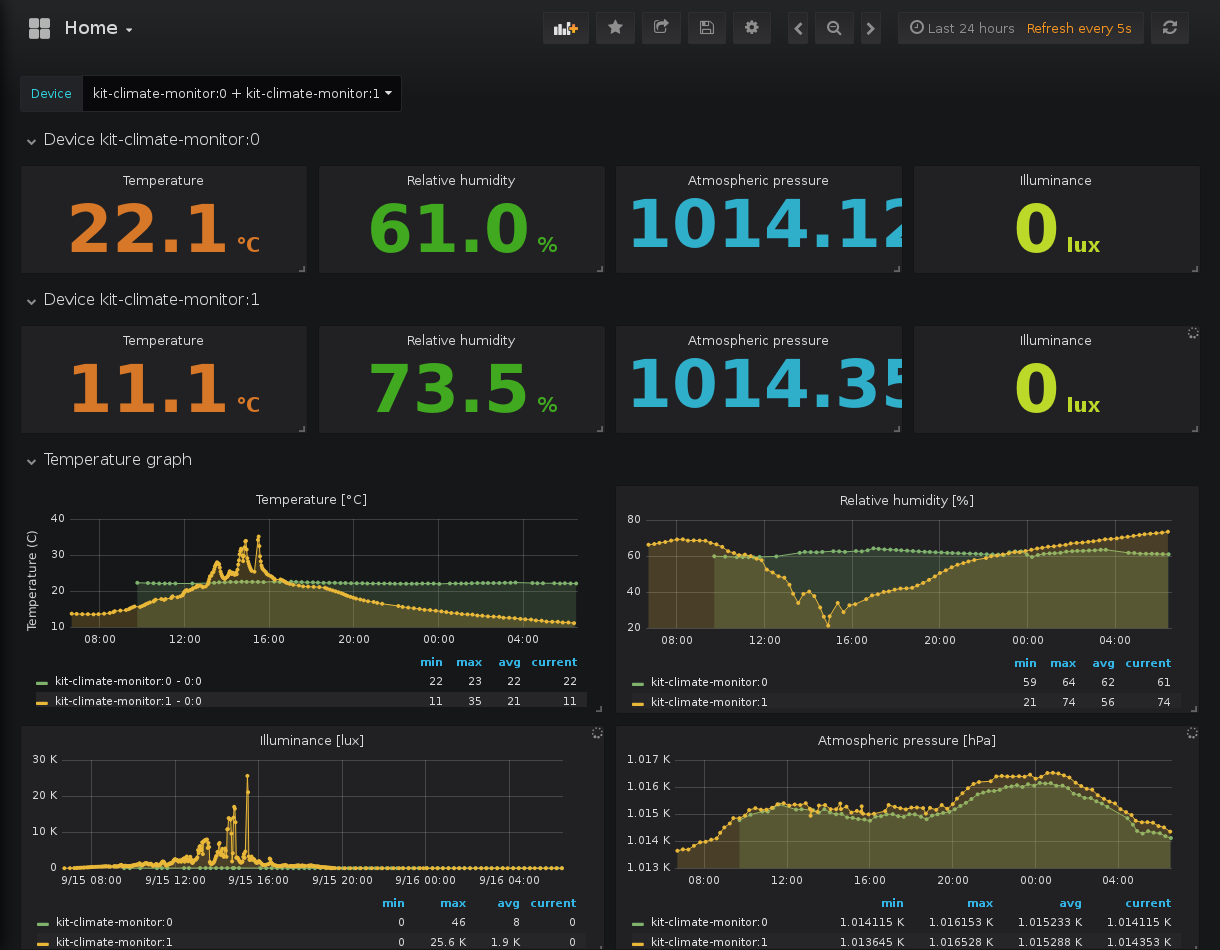 Home
Last 24 hours Refresh every 5s
Device kit-climate-monitor:0 + kit-climate-monitor:1
Device kit-climate-monitor:0
Temperature Relative humidity Atmospheric pressure Illuminance
22.1 °C 61.0 % 1014.12 0 lux
Device kit-climate-monitor:1
Temperature Relative humidity Atmospheric pressure Illuminance
11.1 °C 73.5 % 1014.35 0 lux
Temperature graph
Temperature [°C]
Temperature (C)
40
30
20
10
08:00 12:00 16:00 20:00 00:00 04:00
min max avg current
kit-climate-monitor:0 - 0:0 22 23 22 22
kit-climate-monitor:1 - 0:0 11 35 21 11
Relative humidity [%]
80
60
40
20
08:00 12:00 16:00 20:00 00:00 04:00
min max avg current
kit-climate-monitor:0 59 64 62 61
kit-climate-monitor:1 21 74 56 74
Illuminance [lux]
30 K
20 K
10 K
0
9/15 08:00 9/15 12:00 9/15 16:00 9/15 20:00 9/16 00:00 9/16 04:00
min max avg current
kit-climate-monitor:0 0 46 8 0
kit-climate-monitor:1 0 25.6 K 1.9 K 0
Atmospheric pressure [hPa]
1.017 K
1.016 K
1.015 K
1.014 K
1.013 K
08:00 12:00 16:00 20:00 00:00 04:00
min max avg current
kit-climate-monitor:0 1.014115 K 1.016153 K 1.015233 K 1.014115 K
kit-climate-monitor:1 1.013645 K 1.016528 K 1.015288 K 1.014353 K